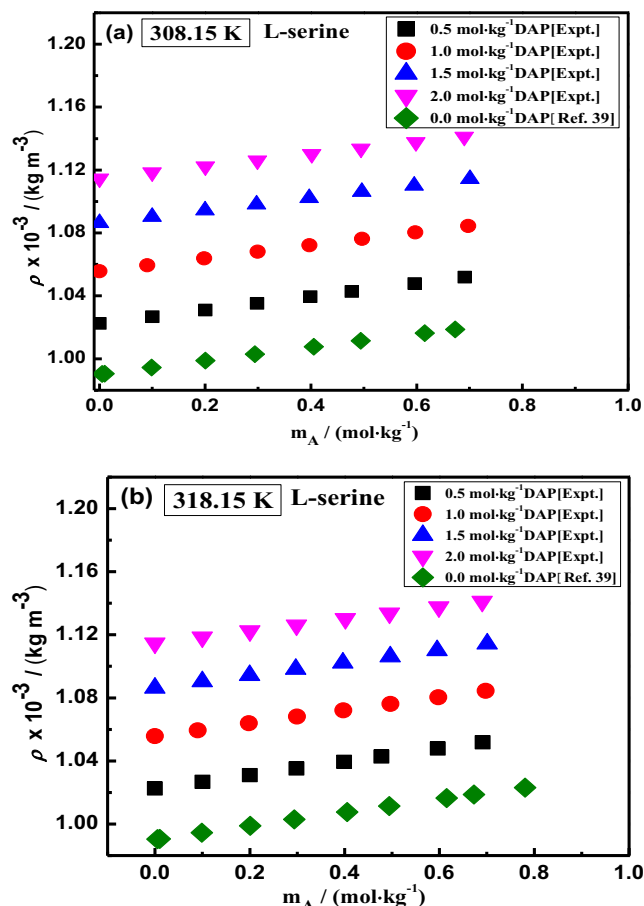 (a) 308.15 K L-serine
0.5 mol·kg⁻¹DAP[Expt.]
1.0 mol·kg⁻¹DAP[Expt.]
1.5 mol·kg⁻¹DAP[Expt.]
2.0 mol·kg⁻¹DAP[Expt.]
0.0 mol·kg⁻¹DAP[ Ref. 39]
1.20
1.16
1.12
1.08
1.04
1.00
ρ x 10⁻³ / (kg m⁻³)
0.0 0.2 0.4 0.6 0.8 1.0
m_A / (mol·kg⁻¹)
(b) 318.15 K L-serine
0.5 mol·kg⁻¹DAP[Expt.]
1.0 mol·kg⁻¹DAP[Expt.]
1.5 mol·kg⁻¹DAP[Expt.]
2.0 mol·kg⁻¹DAP[Expt.]
0.0 mol·kg⁻¹DAP[ Ref. 39]
1.20
1.16
1.12
1.08
1.04
1.00
ρ x 10⁻³ / (kg m⁻³)
0.0 0.2 0.4 0.6 0.8 1.0
m_A / (mol·kg⁻¹)